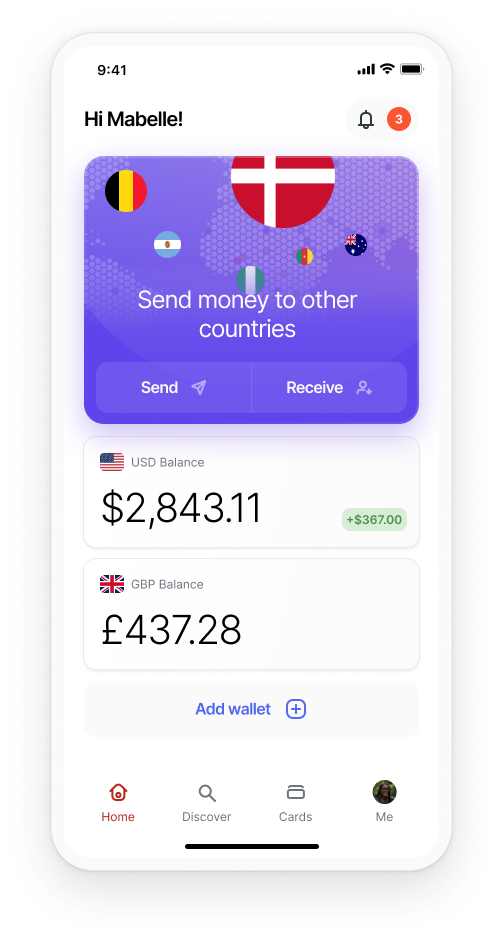 9:41
Hi Mabelle!
3
Send money to other
countries
Send
Receive
USD Balance
$2,843.11
+$367.00
GBP Balance
£437.28
Add wallet
Home
Discover
Cards
Me